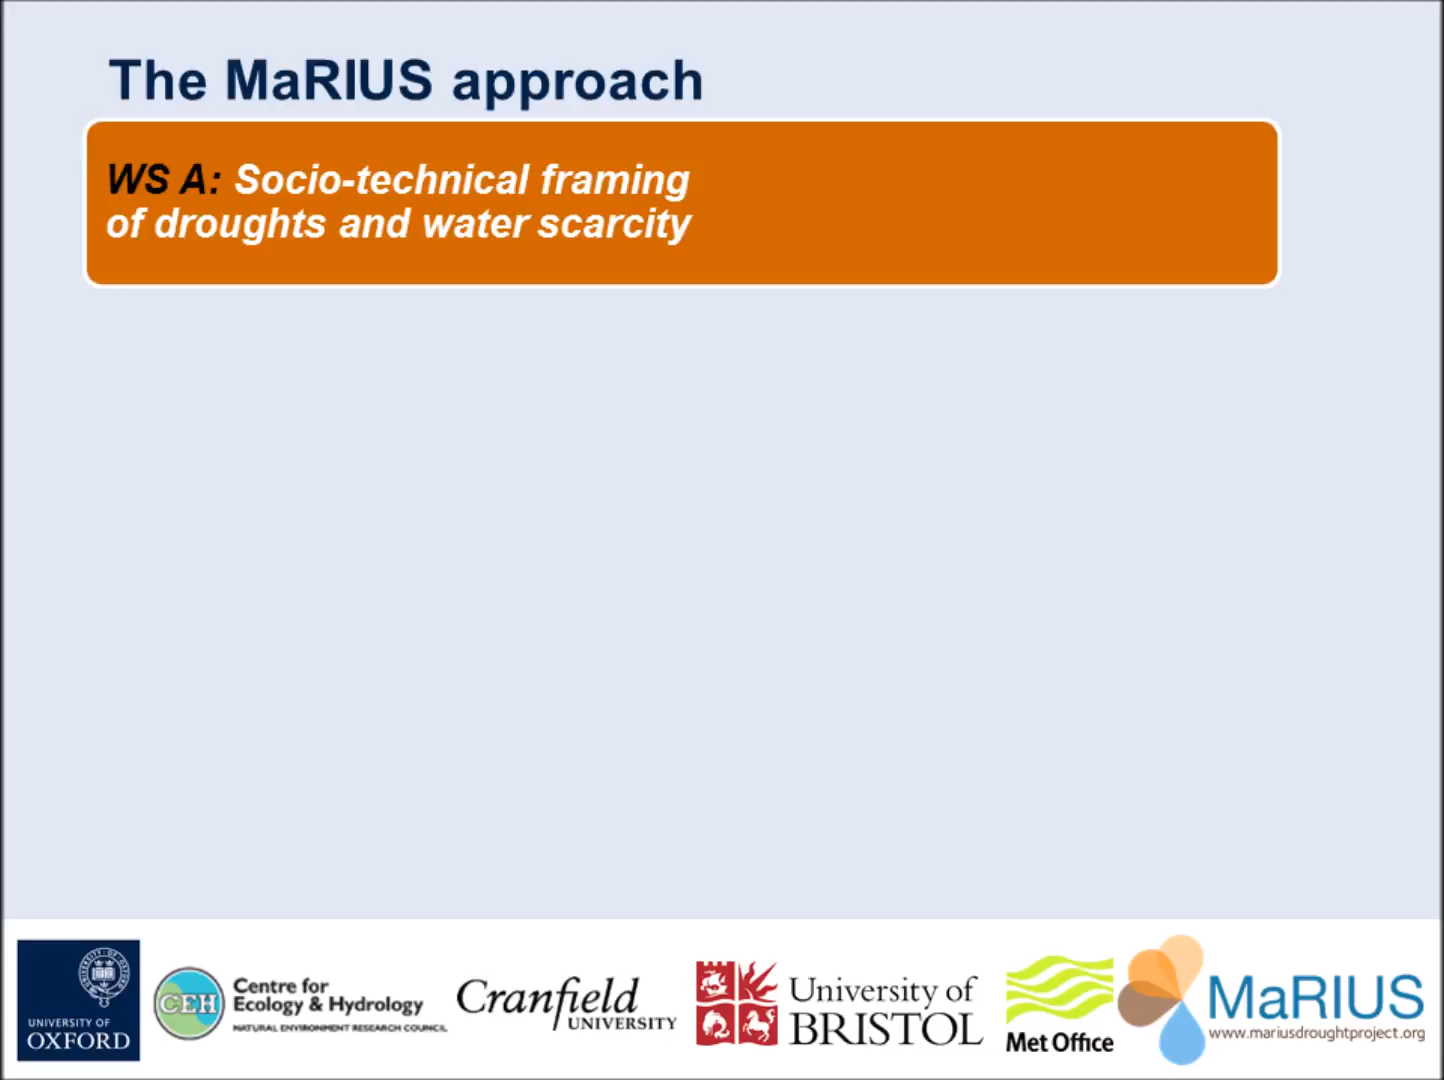 The MaRIUS approach
WS A: Socio-technical framing
of droughts and water scarcity
UNIVERSITY OF
OXFORD
CEH
Centre for
Ecology & Hydrology
NATURAL ENVIRONMENT RESEARCH COUNCIL
Cranfield
UNIVERSITY
University of
BRISTOL
Met Office
MaRIUS
www.mariusdroughtproject.org